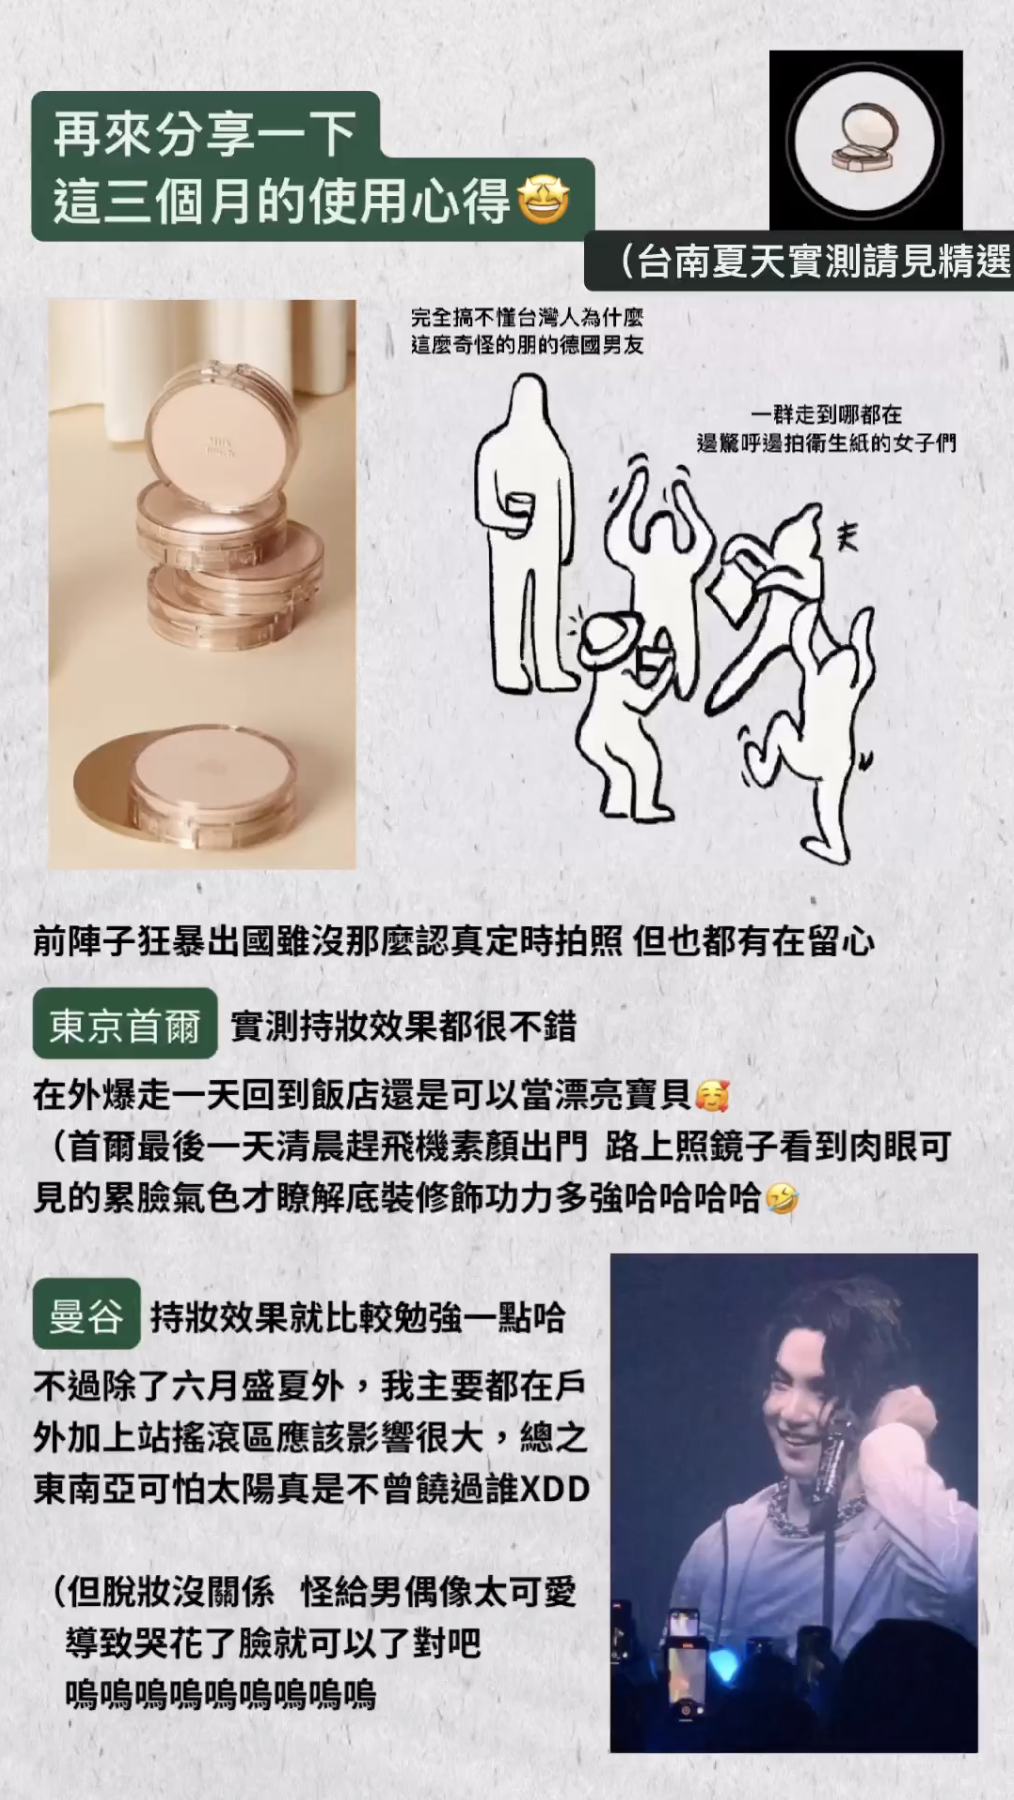 再來分享一下
這三個月的使用心得🤩
（台南夏天實測請見精選
完全搞不懂台灣人為什麼
這麼奇怪的朋的德國男友
一群走到哪都在
邊驚呼邊拍衛生紙的女子們
前陣子狂暴出國雖沒那麼認真定時拍照 但也都有在留心
東京首爾 實測持妝效果都很不錯
在外爆走一天回到飯店還是可以當漂亮寶貝🥰
（首爾最後一天清晨趕飛機素顏出門 路上照鏡子看到肉眼可
見的累臉氣色才瞭解底裝修飾功力多強哈哈哈哈🤣
曼谷 持妝效果就比較勉強一點哈
不過除了六月盛夏外，我主要都在戶
外加上站搖滾區應該影響很大，總之
東南亞可怕太陽真是不曾饒過誰XDD
（但脫妝沒關係 怪給男偶像太可愛
導致哭花了臉就可以了對吧
嗚嗚嗚嗚嗚嗚嗚嗚嗚